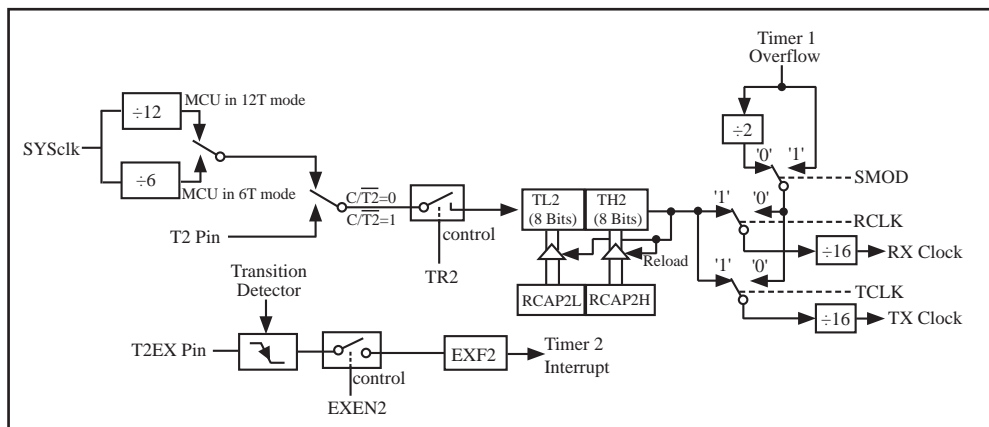 Timer 1
Overflow
MCU in 12T mode
÷12
÷2
SYSclk
'0'
'1'
÷6
MCU in 6T mode
SMOD
C/T2=0
TL2
(8 Bits)
TH2
(8 Bits)
'1'
'0'
C/T2=1
RCLK
T2 Pin
control
÷16
RX Clock
Reload
Transition
Detector
TR2
'1'
'0'
RCAP2L
RCAP2H
TCLK
÷16
TX Clock
T2EX Pin
EXF2
Timer 2
Interrupt
control
EXEN2